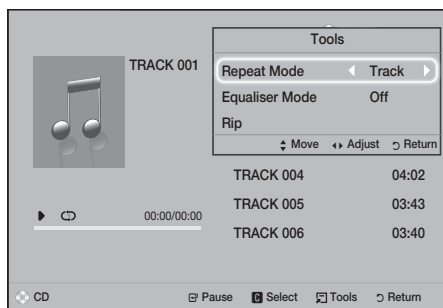 Tools
TRACK 001
Repeat Mode Track
Equaliser Mode Off
Rip
Move Adjust Return
TRACK 004 04:02
00:00/00:00
TRACK 005 03:43
TRACK 006 03:40
CD Pause C Select Tools Return